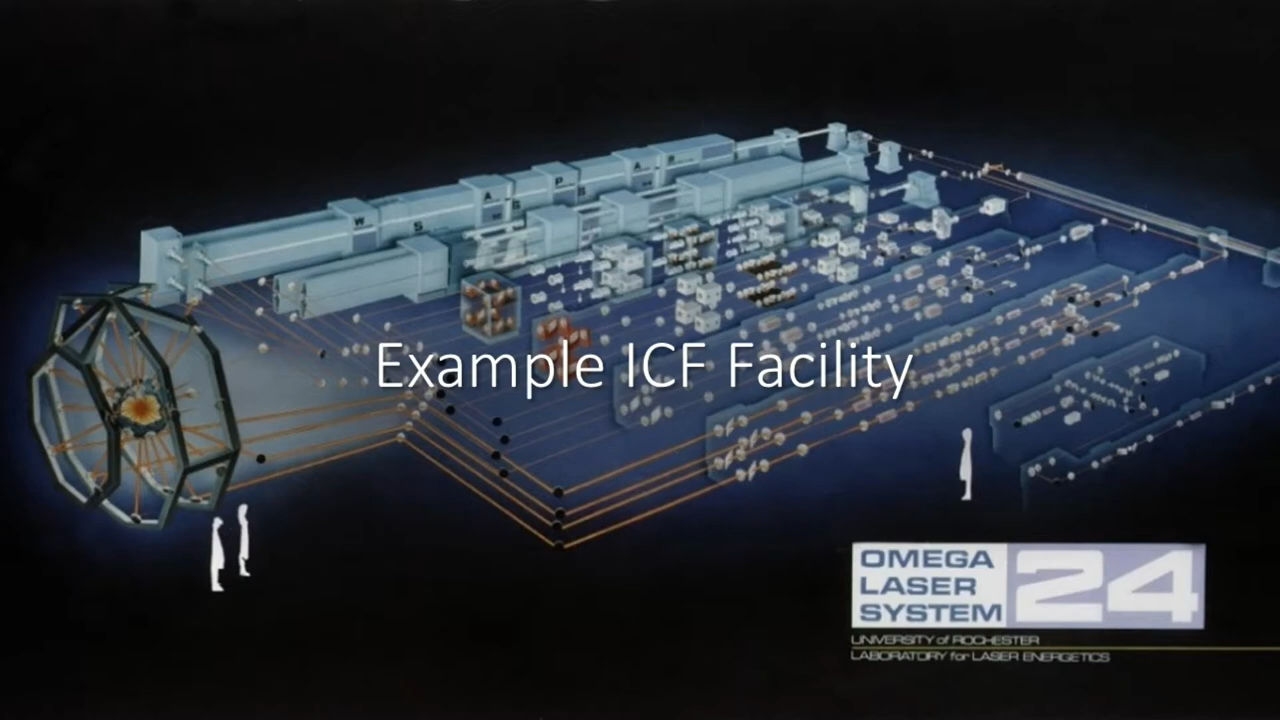 Example ICF Facility
OMEGA
LASER
SYSTEM
24
UNIVERSITY of ROCHESTER
LABORATORY for LASER ENERGETICS